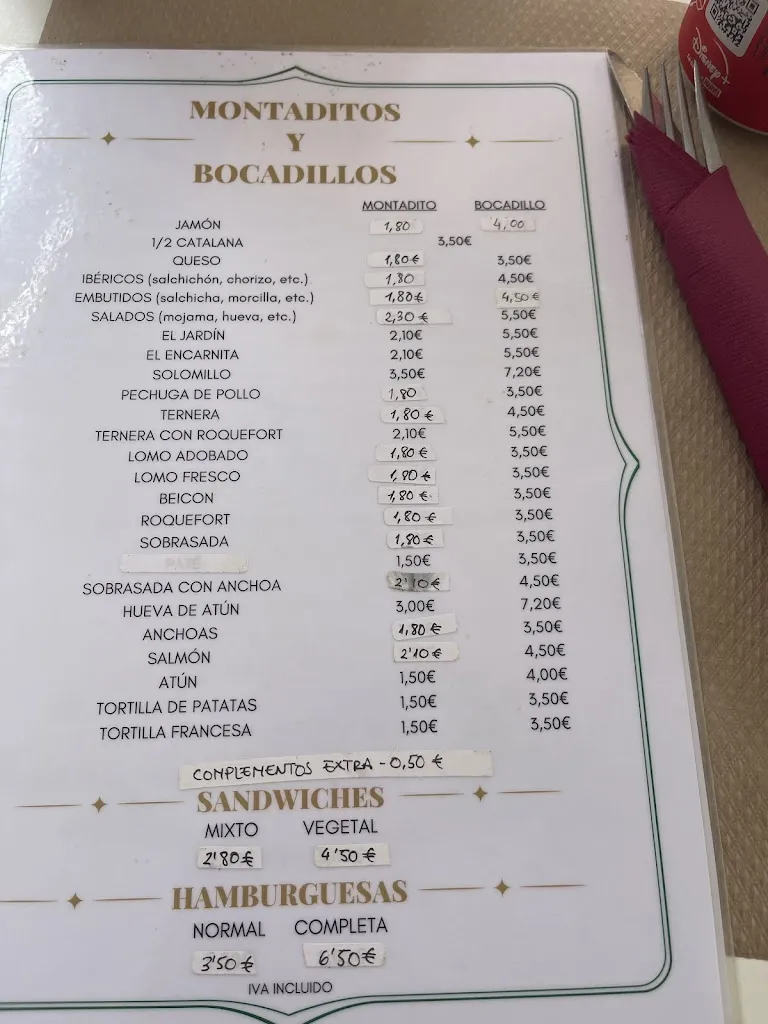 Disney+
MONTADITOS
Y
BOCADILLOS
MONTADITO BOCADILLO
JAMÓN 1,80 4,00
1/2 CATALANA 3,50€
QUESO 1,80€ 3,50€
IBÉRICOS (salchichón, chorizo, etc.) 1,80 4,50€
EMBUTIDOS (salchicha, morcilla, etc.) 1,80€ 4,50€
SALADOS (mojama, hueva, etc.) 2,30€ 5,50€
EL JARDÍN 2,10€ 5,50€
EL ENCARNITA 2,10€ 5,50€
SOLOMILLO 3,50€ 7,20€
PECHUGA DE POLLO 1,80 3,50€
TERNERA 1,80€ 4,50€
TERNERA CON ROQUEFORT 2,10€ 5,50€
LOMO ADOBADO 1,80€ 3,50€
LOMO FRESCO 1,80€ 3,50€
BEICON 1,80€ 3,50€
ROQUEFORT 1,80€ 3,50€
SOBRASADA 1,80€ 3,50€
1,50€ 3,50€
SOBRASADA CON ANCHOA 2'10€ 4,50€
HUEVA DE ATÚN 3,00€ 7,20€
ANCHOAS 1,80€ 3,50€
SALMÓN 2'10€ 4,50€
ATÚN 1,50€ 4,00€
TORTILLA DE PATATAS 1,50€ 3,50€
TORTILLA FRANCESA 1,50€ 3,50€
COMPLEMENTOS EXTRA - 0,50 €
SANDWICHES
MIXTO VEGETAL
2'80€ 4'50€
HAMBURGUESAS
NORMAL COMPLETA
3'50€ 6'50€
IVA INCLUIDO